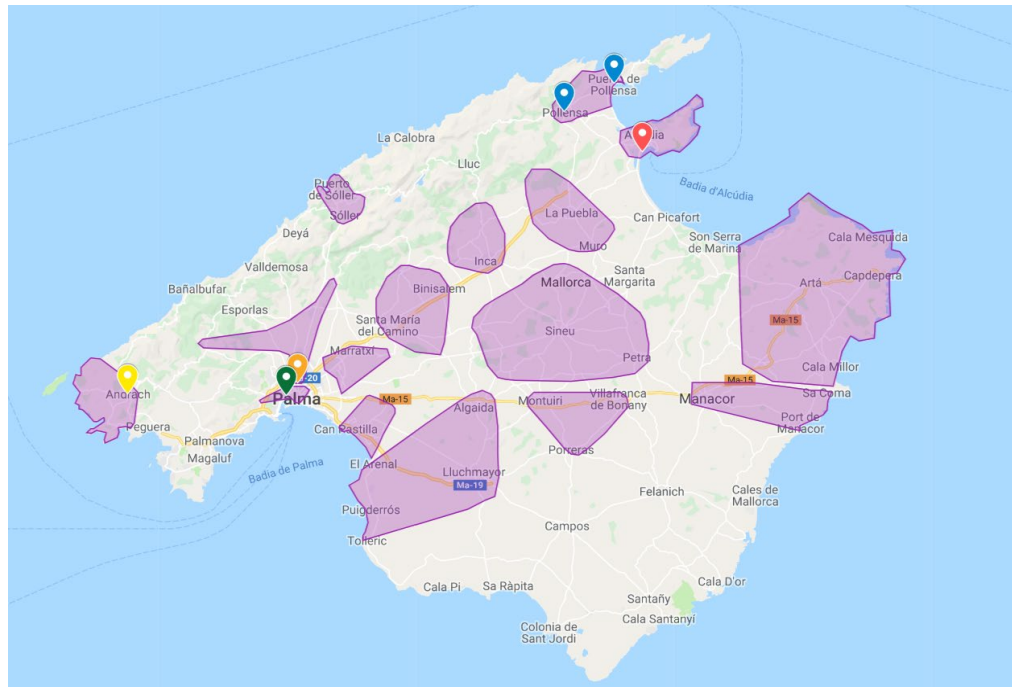 Puerto de
Pollensa
Pollensa
La Calobra
Lluc
Badia d'Alcúdia
Puerto
de Sóller
Sóller
La Puebla
Can Picafort
Deyá
Son Serra
de Marina
Cala Mesquida
Muro
Inca
Valldemosa
Santa
Margarita
Capdepera
Artá
Mallorca
Bañalbufar
Binisalem
Esporlas
Santa María
del Camino
Ma-15
Sineu
Marratxí
Petra
Cala Millor
Ma-15
Andrach
Villafranca
de Bonany
Sa Coma
Palma
Ma-15
Algaida
Montuiri
Manacor
Port de
Manacor
Peguera
Can Pastilla
Palmanova
Magaluf
Porreras
Badia de Palma
El Arenal
Lluchmayor
Ma-19
Felanich
Cales de
Mallorca
Puigderrós
Campos
Tolleric
Cala Pi
Sa Ràpita
Cala D'or
Santañy
Cala Santanyí
Colonia de
Sant Jordi